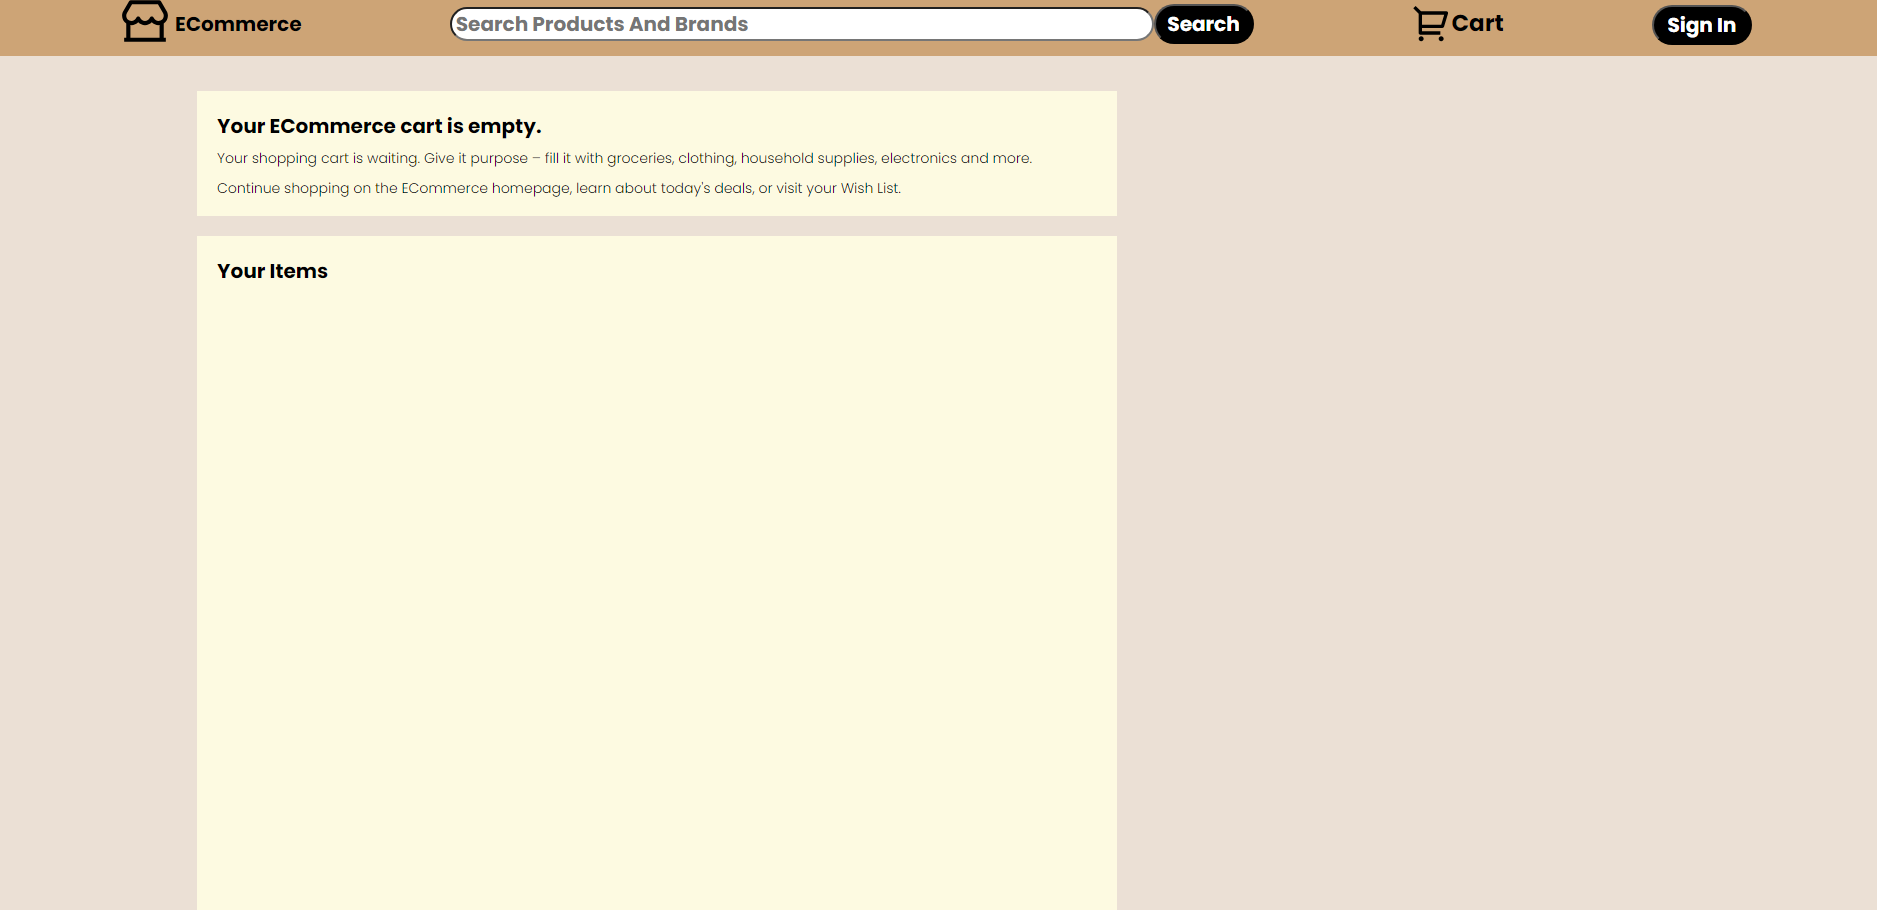 ECommerce
Search Products And Brands
Search
Cart
Sign In
Your ECommerce cart is empty.
Your shopping cart is waiting. Give it purpose – fill it with groceries, clothing, household supplies, electronics and more.
Continue shopping on the ECommerce homepage, learn about today's deals, or visit your Wish List.
Your Items